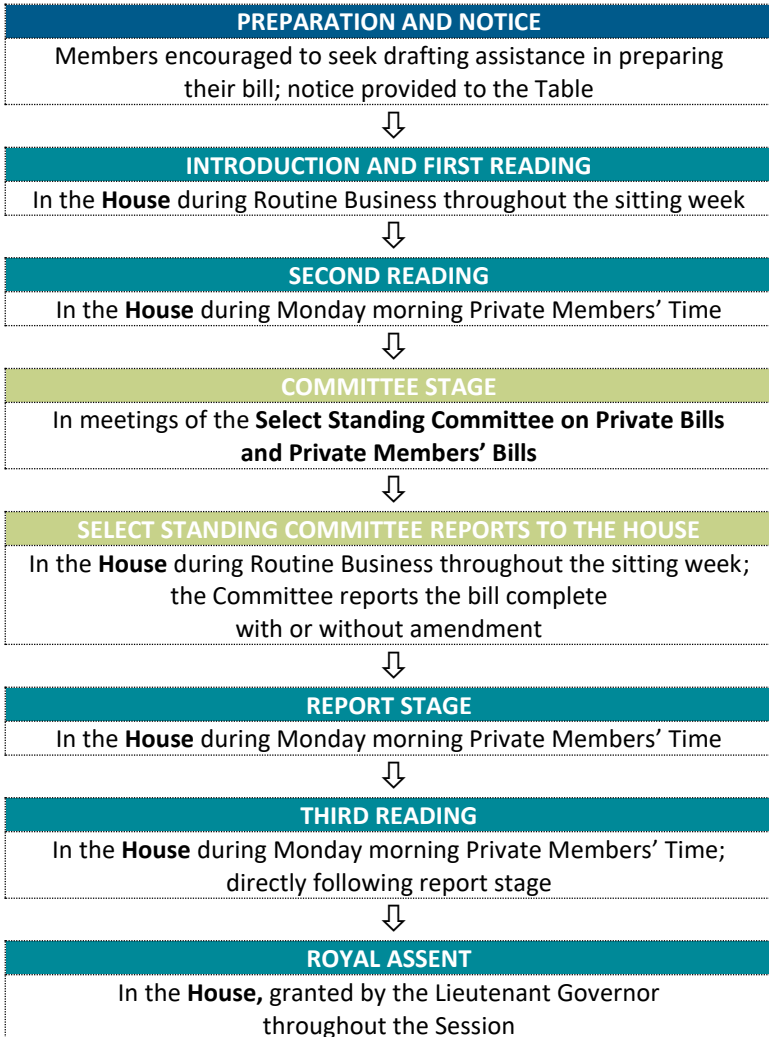 PREPARATION AND NOTICE
Members encouraged to seek drafting assistance in preparing
their bill; notice provided to the Table
INTRODUCTION AND FIRST READING
In the House during Routine Business throughout the sitting week
SECOND READING
In the House during Monday morning Private Members’ Time
COMMITTEE STAGE
In meetings of the Select Standing Committee on Private Bills
and Private Members’ Bills
SELECT STANDING COMMITTEE REPORTS TO THE HOUSE
In the House during Routine Business throughout the sitting week;
the Committee reports the bill complete
with or without amendment
REPORT STAGE
In the House during Monday morning Private Members’ Time
THIRD READING
In the House during Monday morning Private Members’ Time;
directly following report stage
ROYAL ASSENT
In the House, granted by the Lieutenant Governor
throughout the Session